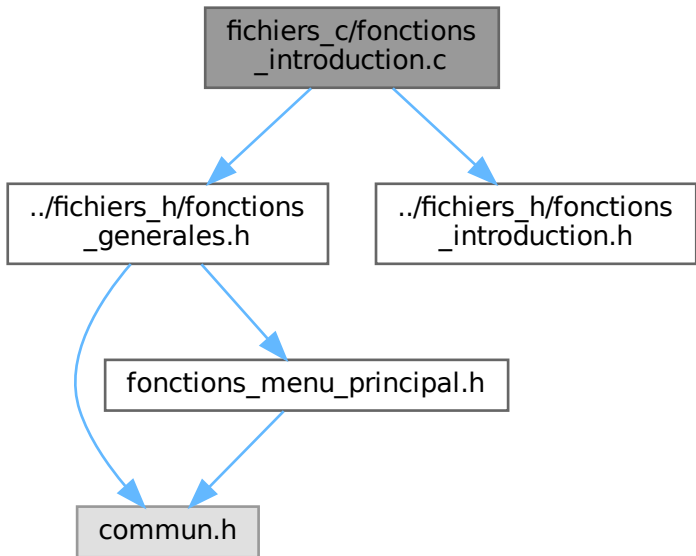 fichiers_c/fonctions
_introduction.c
../fichiers_h/fonctions
_generales.h
../fichiers_h/fonctions
_introduction.h
fonctions_menu_principal.h
commun.h